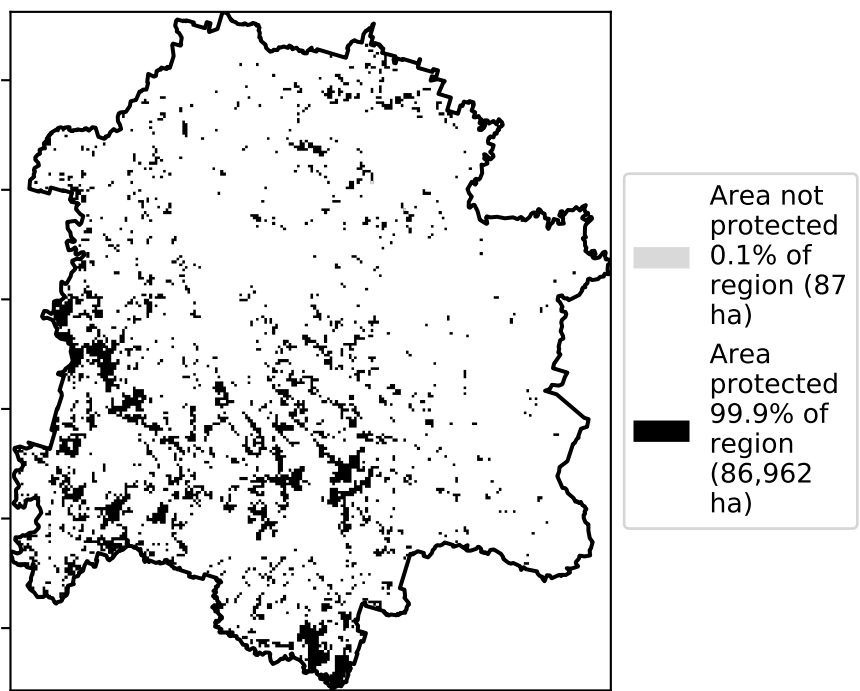 Area not
protected
0.1% of
region (87
ha)
Area
protected
99.9% of
region
(86,962
ha)